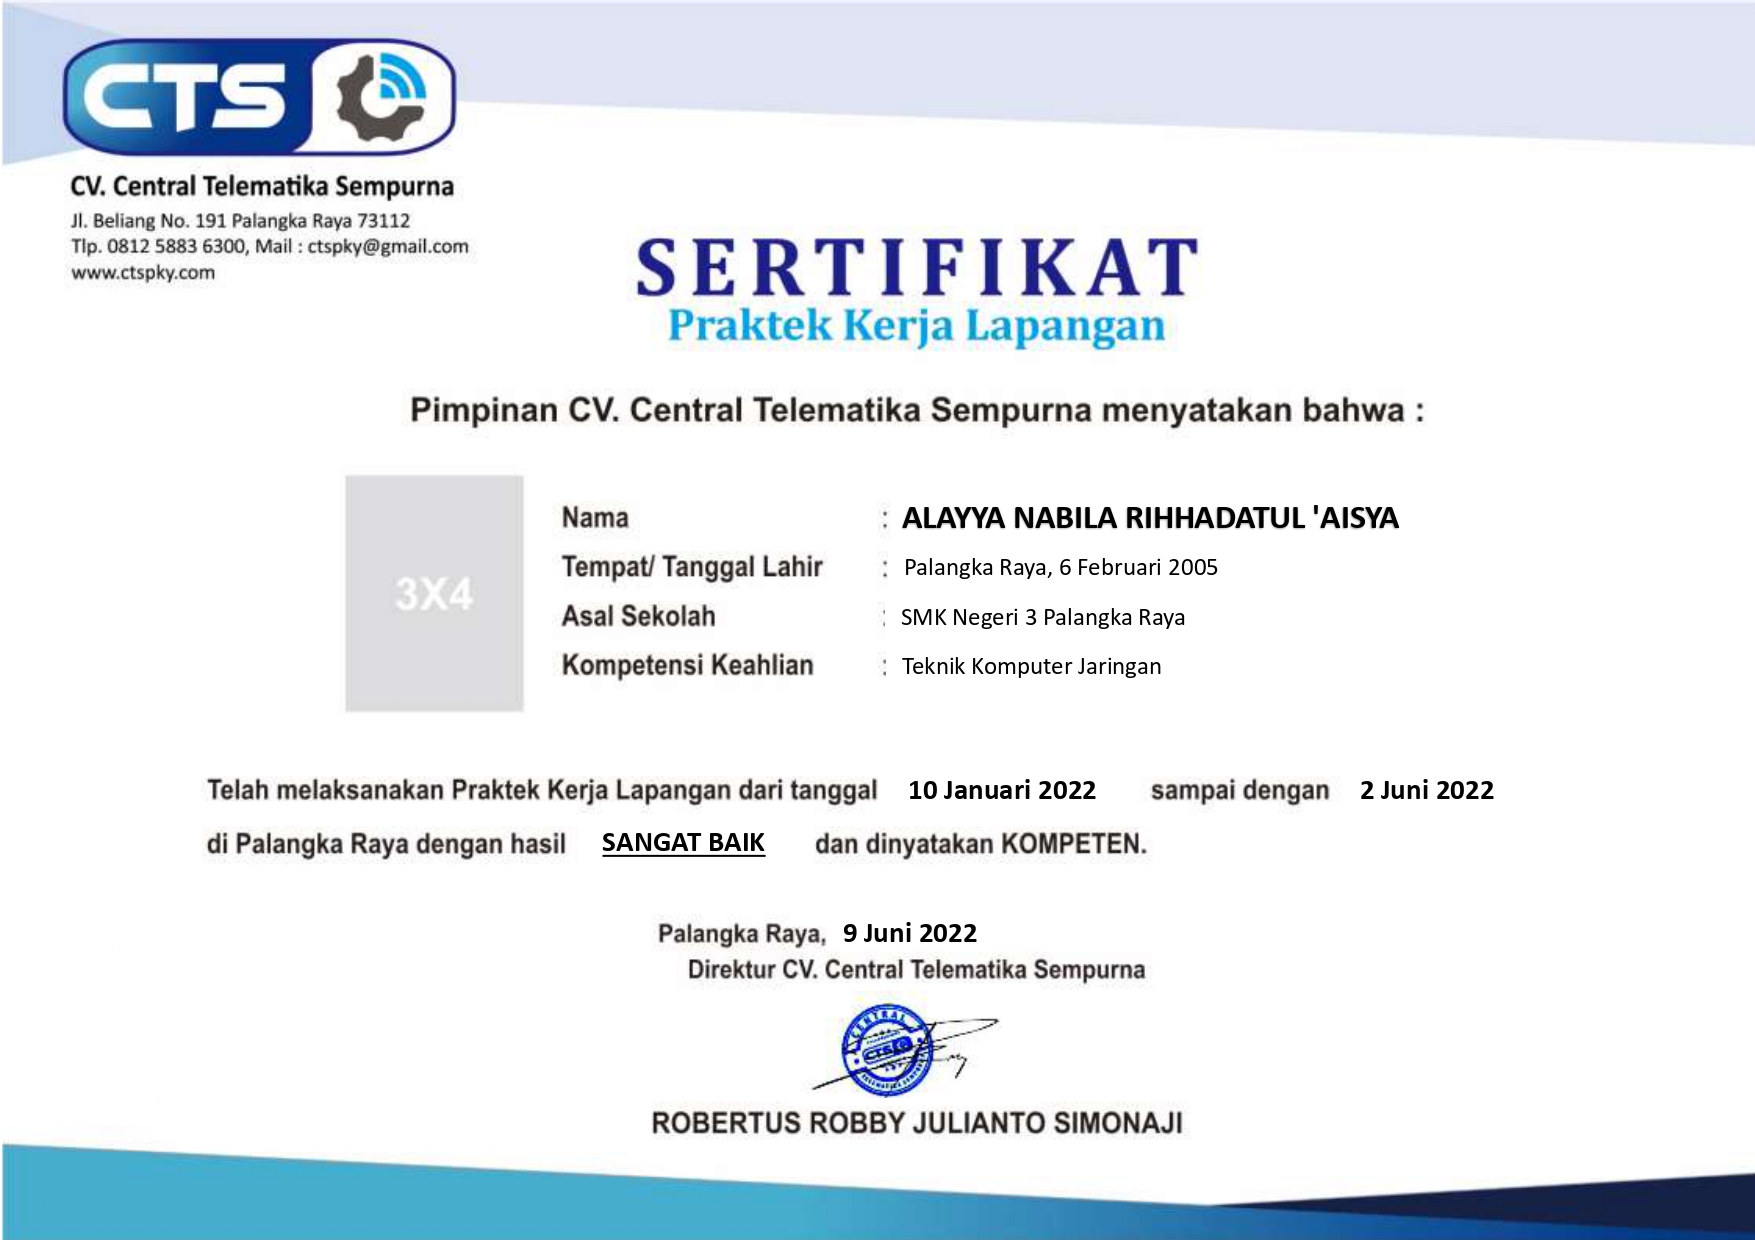 CTS
CV. Central Telematika Sempurna
Jl. Beliang No. 191 Palangka Raya 73112
Tlp. 0812 5883 6300, Mail : ctspky@gmail.com
www.ctspky.com
SERTIFIKAT
Praktek Kerja Lapangan
Pimpinan CV. Central Telematika Sempurna menyatakan bahwa :
3X4
Nama : ALAYYA NABILA RIHHADATUL 'AISYA
Tempat/ Tanggal Lahir : Palangka Raya, 6 Februari 2005
Asal Sekolah : SMK Negeri 3 Palangka Raya
Kompetensi Keahlian : Teknik Komputer Jaringan
Telah melaksanakan Praktek Kerja Lapangan dari tanggal 10 Januari 2022 sampai dengan 2 Juni 2022
di Palangka Raya dengan hasil SANGAT BAIK dan dinyatakan KOMPETEN.
Palangka Raya, 9 Juni 2022
Direktur CV. Central Telematika Sempurna
CENTRAL
CTS
ROBERTUS ROBBY JULIANTO SIMONAJI